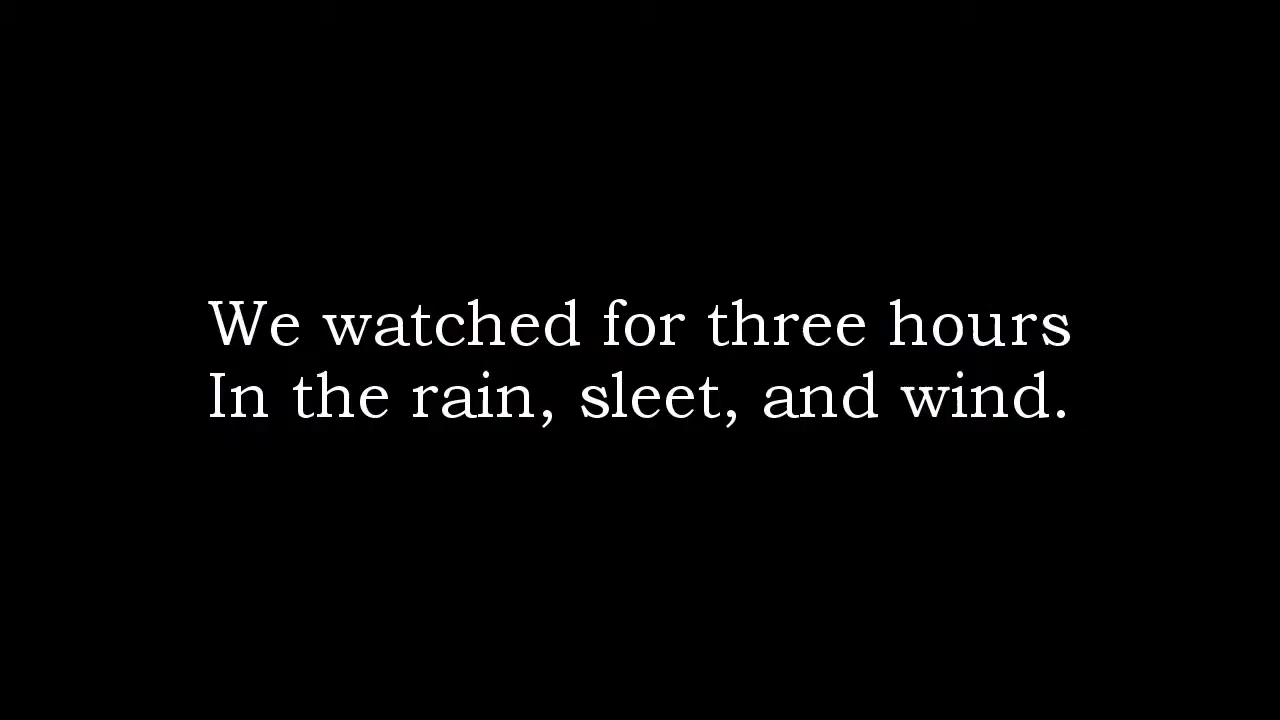 We watched for three hours
In the rain, sleet, and wind.